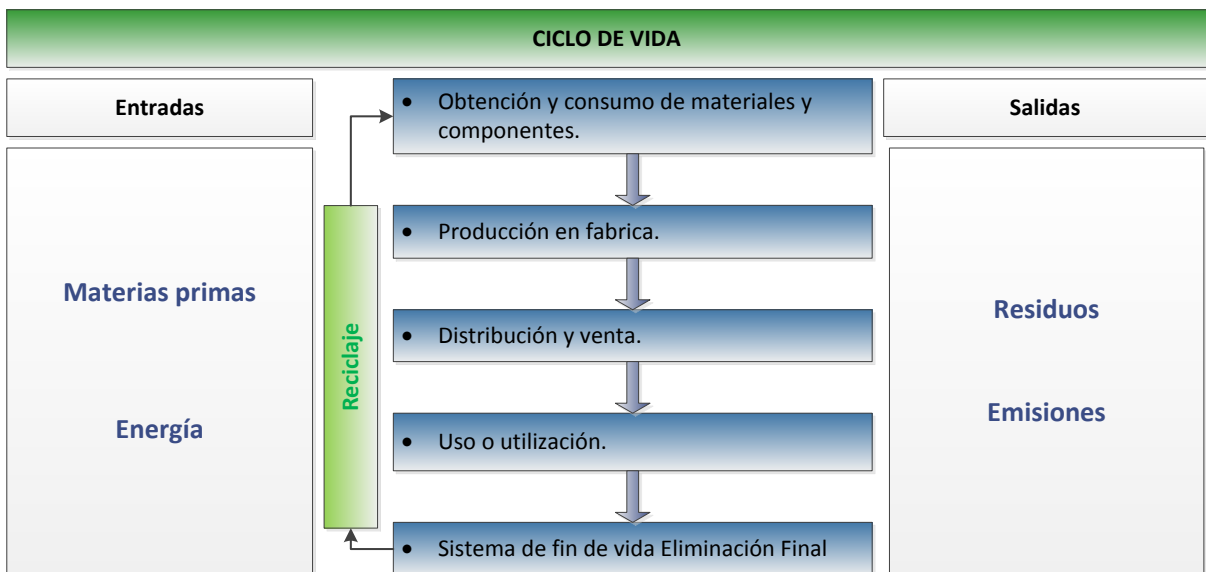 CICLO DE VIDA
Entradas
Materias primas
Energía
Reciclaje
• Obtención y consumo de materiales y
componentes.
• Producción en fabrica.
• Distribución y venta.
• Uso o utilización.
• Sistema de fin de vida Eliminación Final
Salidas
Residuos
Emisiones